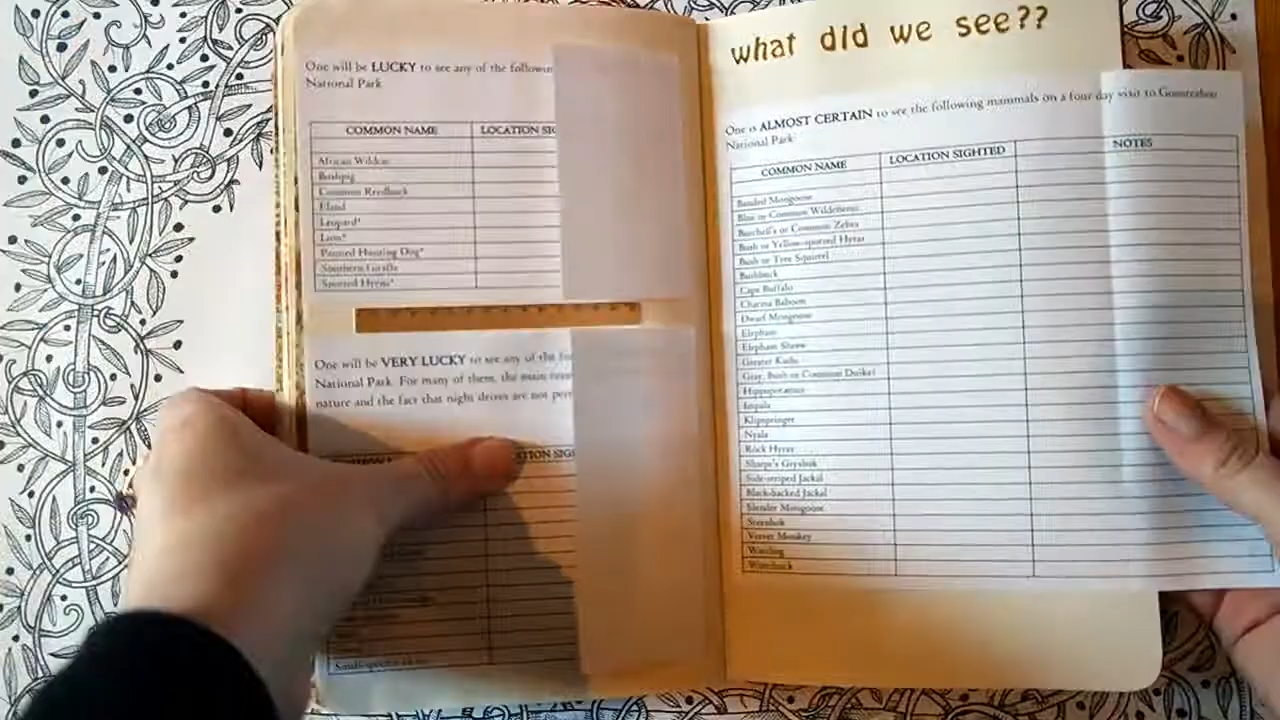 One will be LUCKY to see any of the
National Park
COMMON NAME LOCATION
African Wildcat
Bushpig
Common Reedbuck
Eland
Leopard*
Lion*
Painted Hunting Dog*
Southern Giraffe
Spotted Hyena*
One will be VERY LUCKY to see any of the
National Park. For many of them, the main
nature and the fact that night drives are not
what did we see??
One is ALMOST CERTAIN to see the following mammals on a four day visit to Gonarezhou
National Park
COMMON NAME LOCATION SIGHTED NOTES
Banded Mongoose
Blue or Common Wildebeest
Burchell's or Common Zebra
Bush or Yellow-spotted Hyrax
Bush or Tree Squirrel
Bushbuck
Cape Buffalo
Chacma Baboon
Dwarf Mongoose
Elephant
Elephant Shrew
Greater Kudu
Gray, Bush or Common Duiker
Hippopotamus
Impala
Klipspringer
Nyala
Rock Hyrax
Sharpe's Grysbok
Side-striped Jackal
Black-backed Jackal
Slender Mongoose
Steenbok
Vervet Monkey
Warthog
Waterbuck